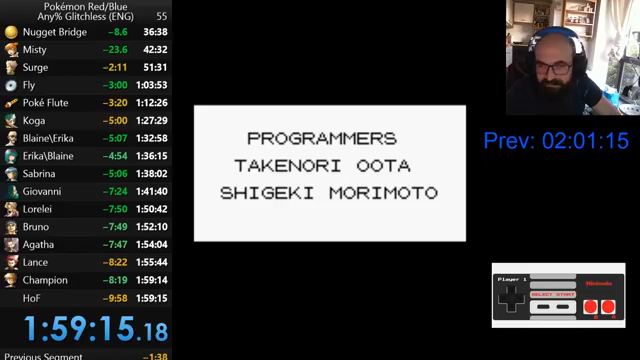 Pokémon Red/Blue
Any% Glitchless (ENG) 55
Nugget Bridge −8.6 36:38
Misty −23.6 42:32
Surge −2:11 51:31
Fly −3:00 1:03:53
Poké Flute −3:20 1:12:26
Koga −5:00 1:27:29
Blaine\Erika −5:07 1:32:58
Erika\Blaine −4:54 1:36:15
Sabrina −5:06 1:38:02
Giovanni −7:24 1:41:40
Lorelei −7:50 1:50:42
Bruno −7:49 1:52:10
Agatha −7:47 1:54:04
Lance −8:22 1:55:44
Champion −8:19 1:59:14
HoF −9:58 1:59:15
1:59:15.18
Previous Segment −1:38
PROGRAMMERS
TAKENORI OOTA
SHIGEKI MORIMOTO
Prev: 02:01:15
Player 1
Nintendo
SELECT START
B A